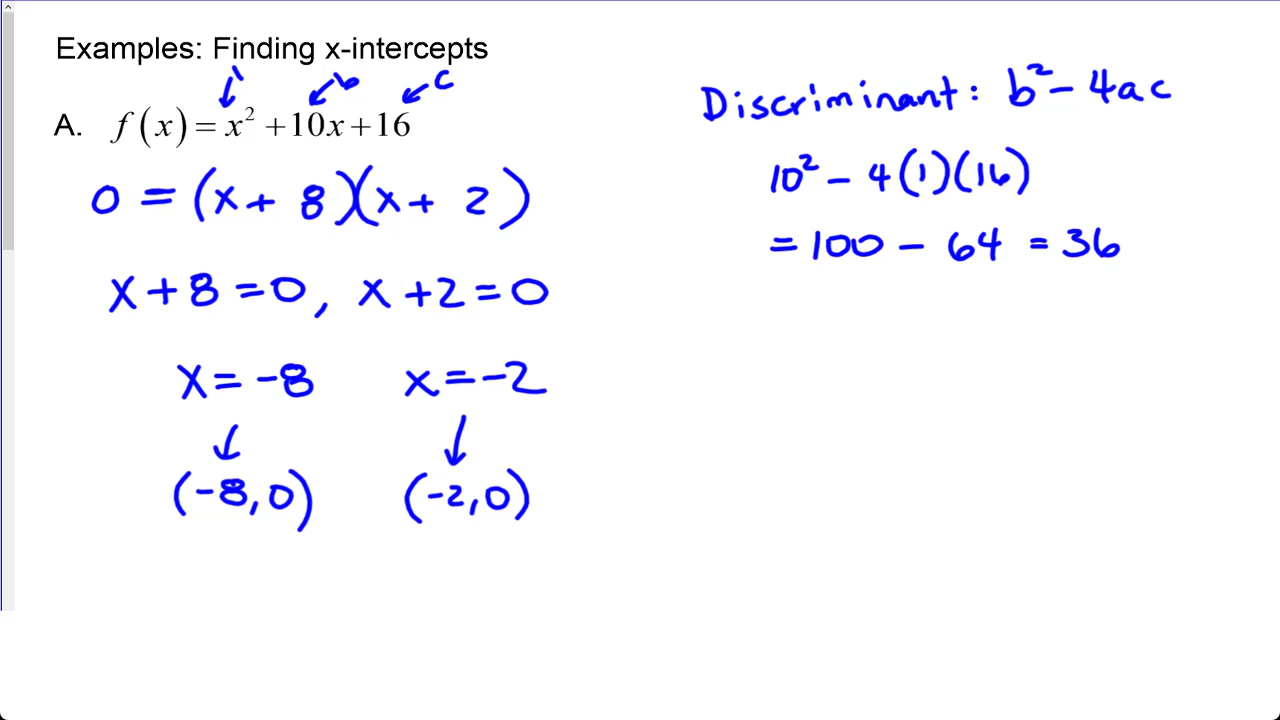 Examples: Finding x-intercepts
↓ ↙b ↙c
A. f(x) = x² + 10x + 16
0 = (x + 8)(x + 2)
x + 8 = 0, x + 2 = 0
x = -8 x = -2
↓ ↓
(-8, 0) (-2, 0)
Discriminant: b² - 4ac
10² - 4(1)(16)
= 100 - 64 = 36